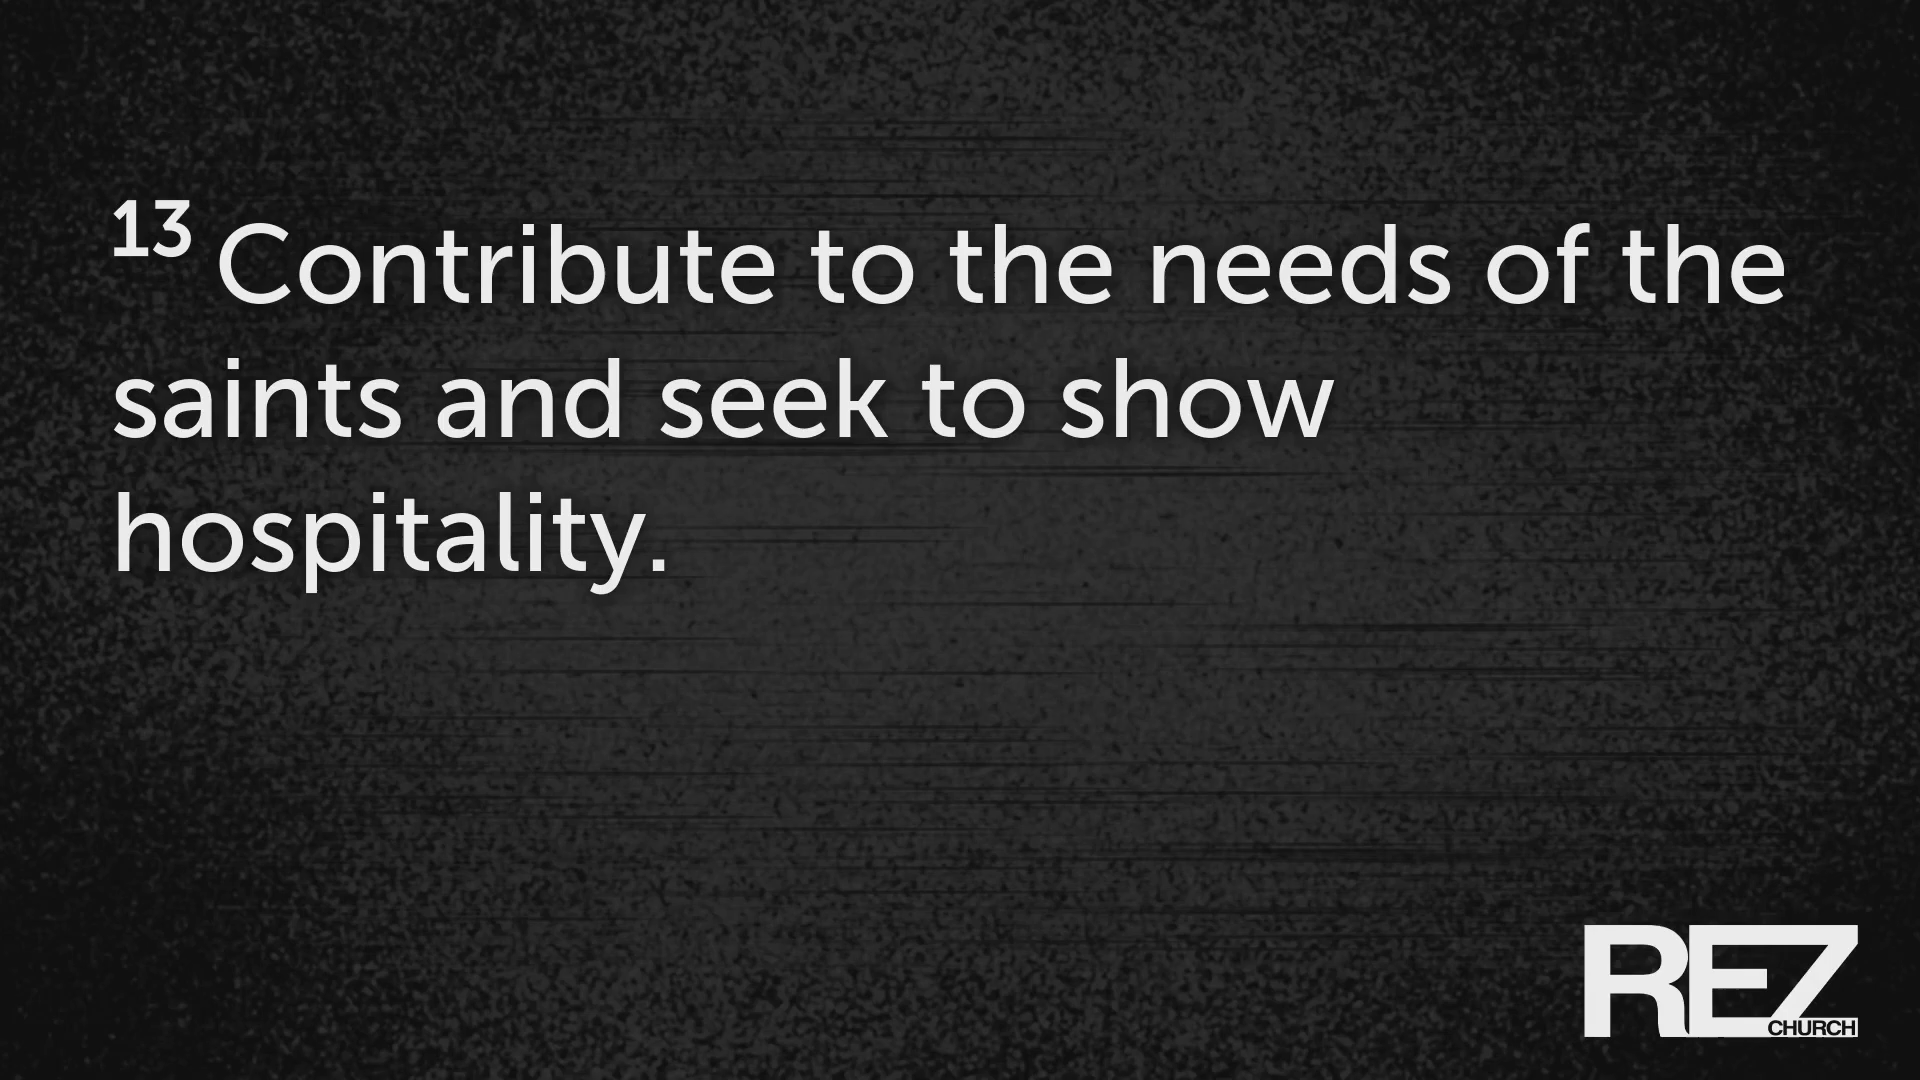 13 Contribute to the needs of the
saints and seek to show
hospitality.
REZ
CHURCH